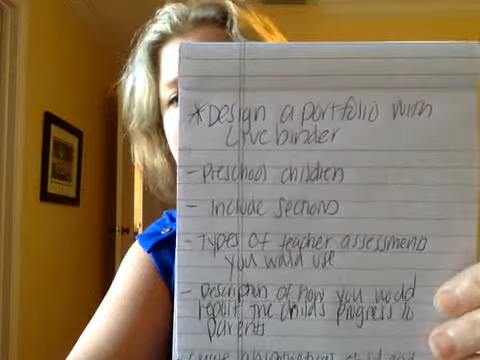 *Design a portfolio with
Livebinder
- Preschool children
- Include sections
- Types of teacher assessments
you would use
- Description of how you would
report the child's progress to
parents